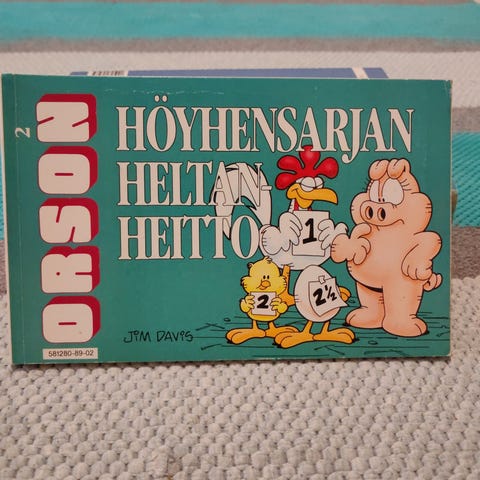 2
ORSON
HÖYHENSARJAN
HELTAN-
HEITTO
1
2
2½
JIM DAVIS
581280-89-02